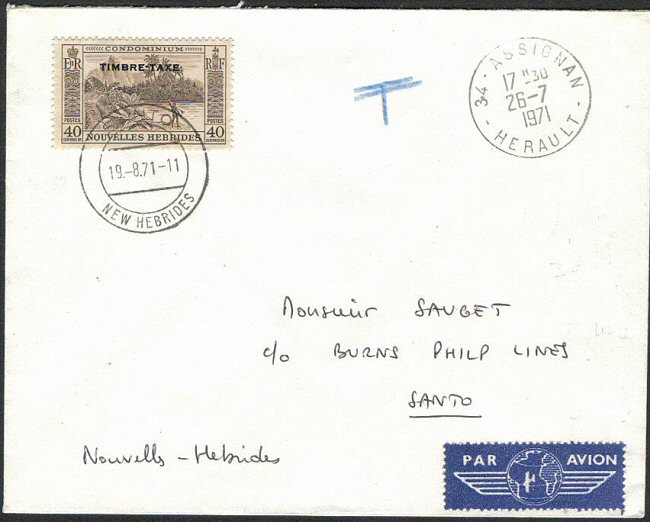 CONDOMINIUM
E II R
TIMBRE-TAXE
R F
POSTES
POSTES
40
NOUVELLES HEBRIDES
40
19.-8.71-11
NEW HEBRIDES
T
34 - ASSIGNAN
17 H 30
26-7
1971
- HERAULT -
Monsieur SAUGET
c/o BURNS PHILP LINES
SANTO
Nouvelles - Hebrides
PAR AVION